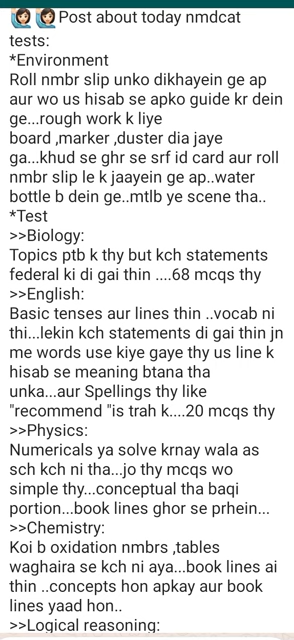 🙋🏻‍♀️🙋🏻‍♀️Post about today nmdcat
tests:
*Environment
Roll nmbr slip unko dikhayein ge ap
aur wo us hisab se apko guide kr dein
ge...rough work k liye
board ,marker ,duster dia jaye
ga...khud se ghr se srf id card aur roll
nmbr slip le k jaayein ge ap..water
bottle b dein ge..mtlb ye scene tha..
*Test
>>Biology:
Topics ptb k thy but kch statements
federal ki di gai thin ....68 mcqs thy
>>English:
Basic tenses aur lines thin ..vocab ni
thi...lekin kch statements di gai thin jn
me words use kiye gaye thy us line k
hisab se meaning btana tha
unka...aur Spellings thy like
"recommend "is trah k....20 mcqs thy
>>Physics:
Numericals ya solve krnay wala as
sch kch ni tha...jo thy mcqs wo
simple thy...conceptual tha baqi
portion...book lines ghor se prhein...
>>Chemistry:
Koi b oxidation nmbrs ,tables
waghaira se kch ni aya...book lines ai
thin ..concepts hon apkay aur book
lines yaad hon..
>>Logical reasoning: